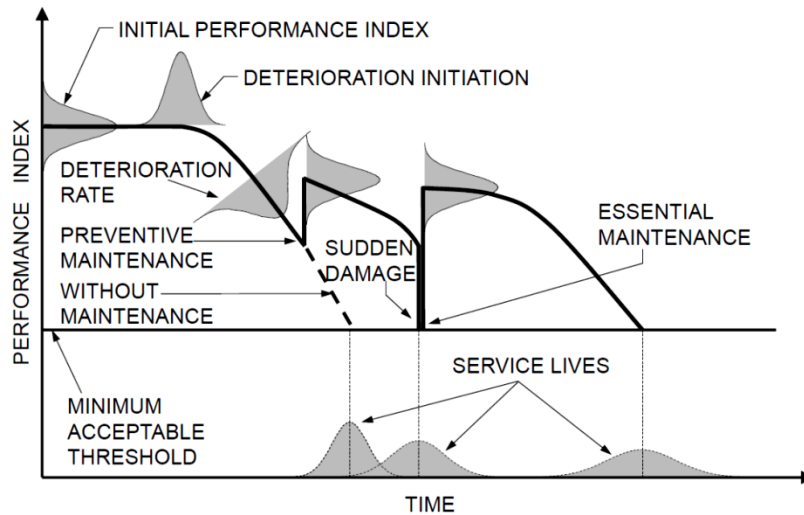 INITIAL PERFORMANCE INDEX
DETERIORATION INITIATION
PERFORMANCE INDEX
DETERIORATION
RATE
PREVENTIVE
MAINTENANCE
WITHOUT
MAINTENANCE
SUDDEN
DAMAGE
ESSENTIAL
MAINTENANCE
MINIMUM
ACCEPTABLE
THRESHOLD
SERVICE LIVES
TIME